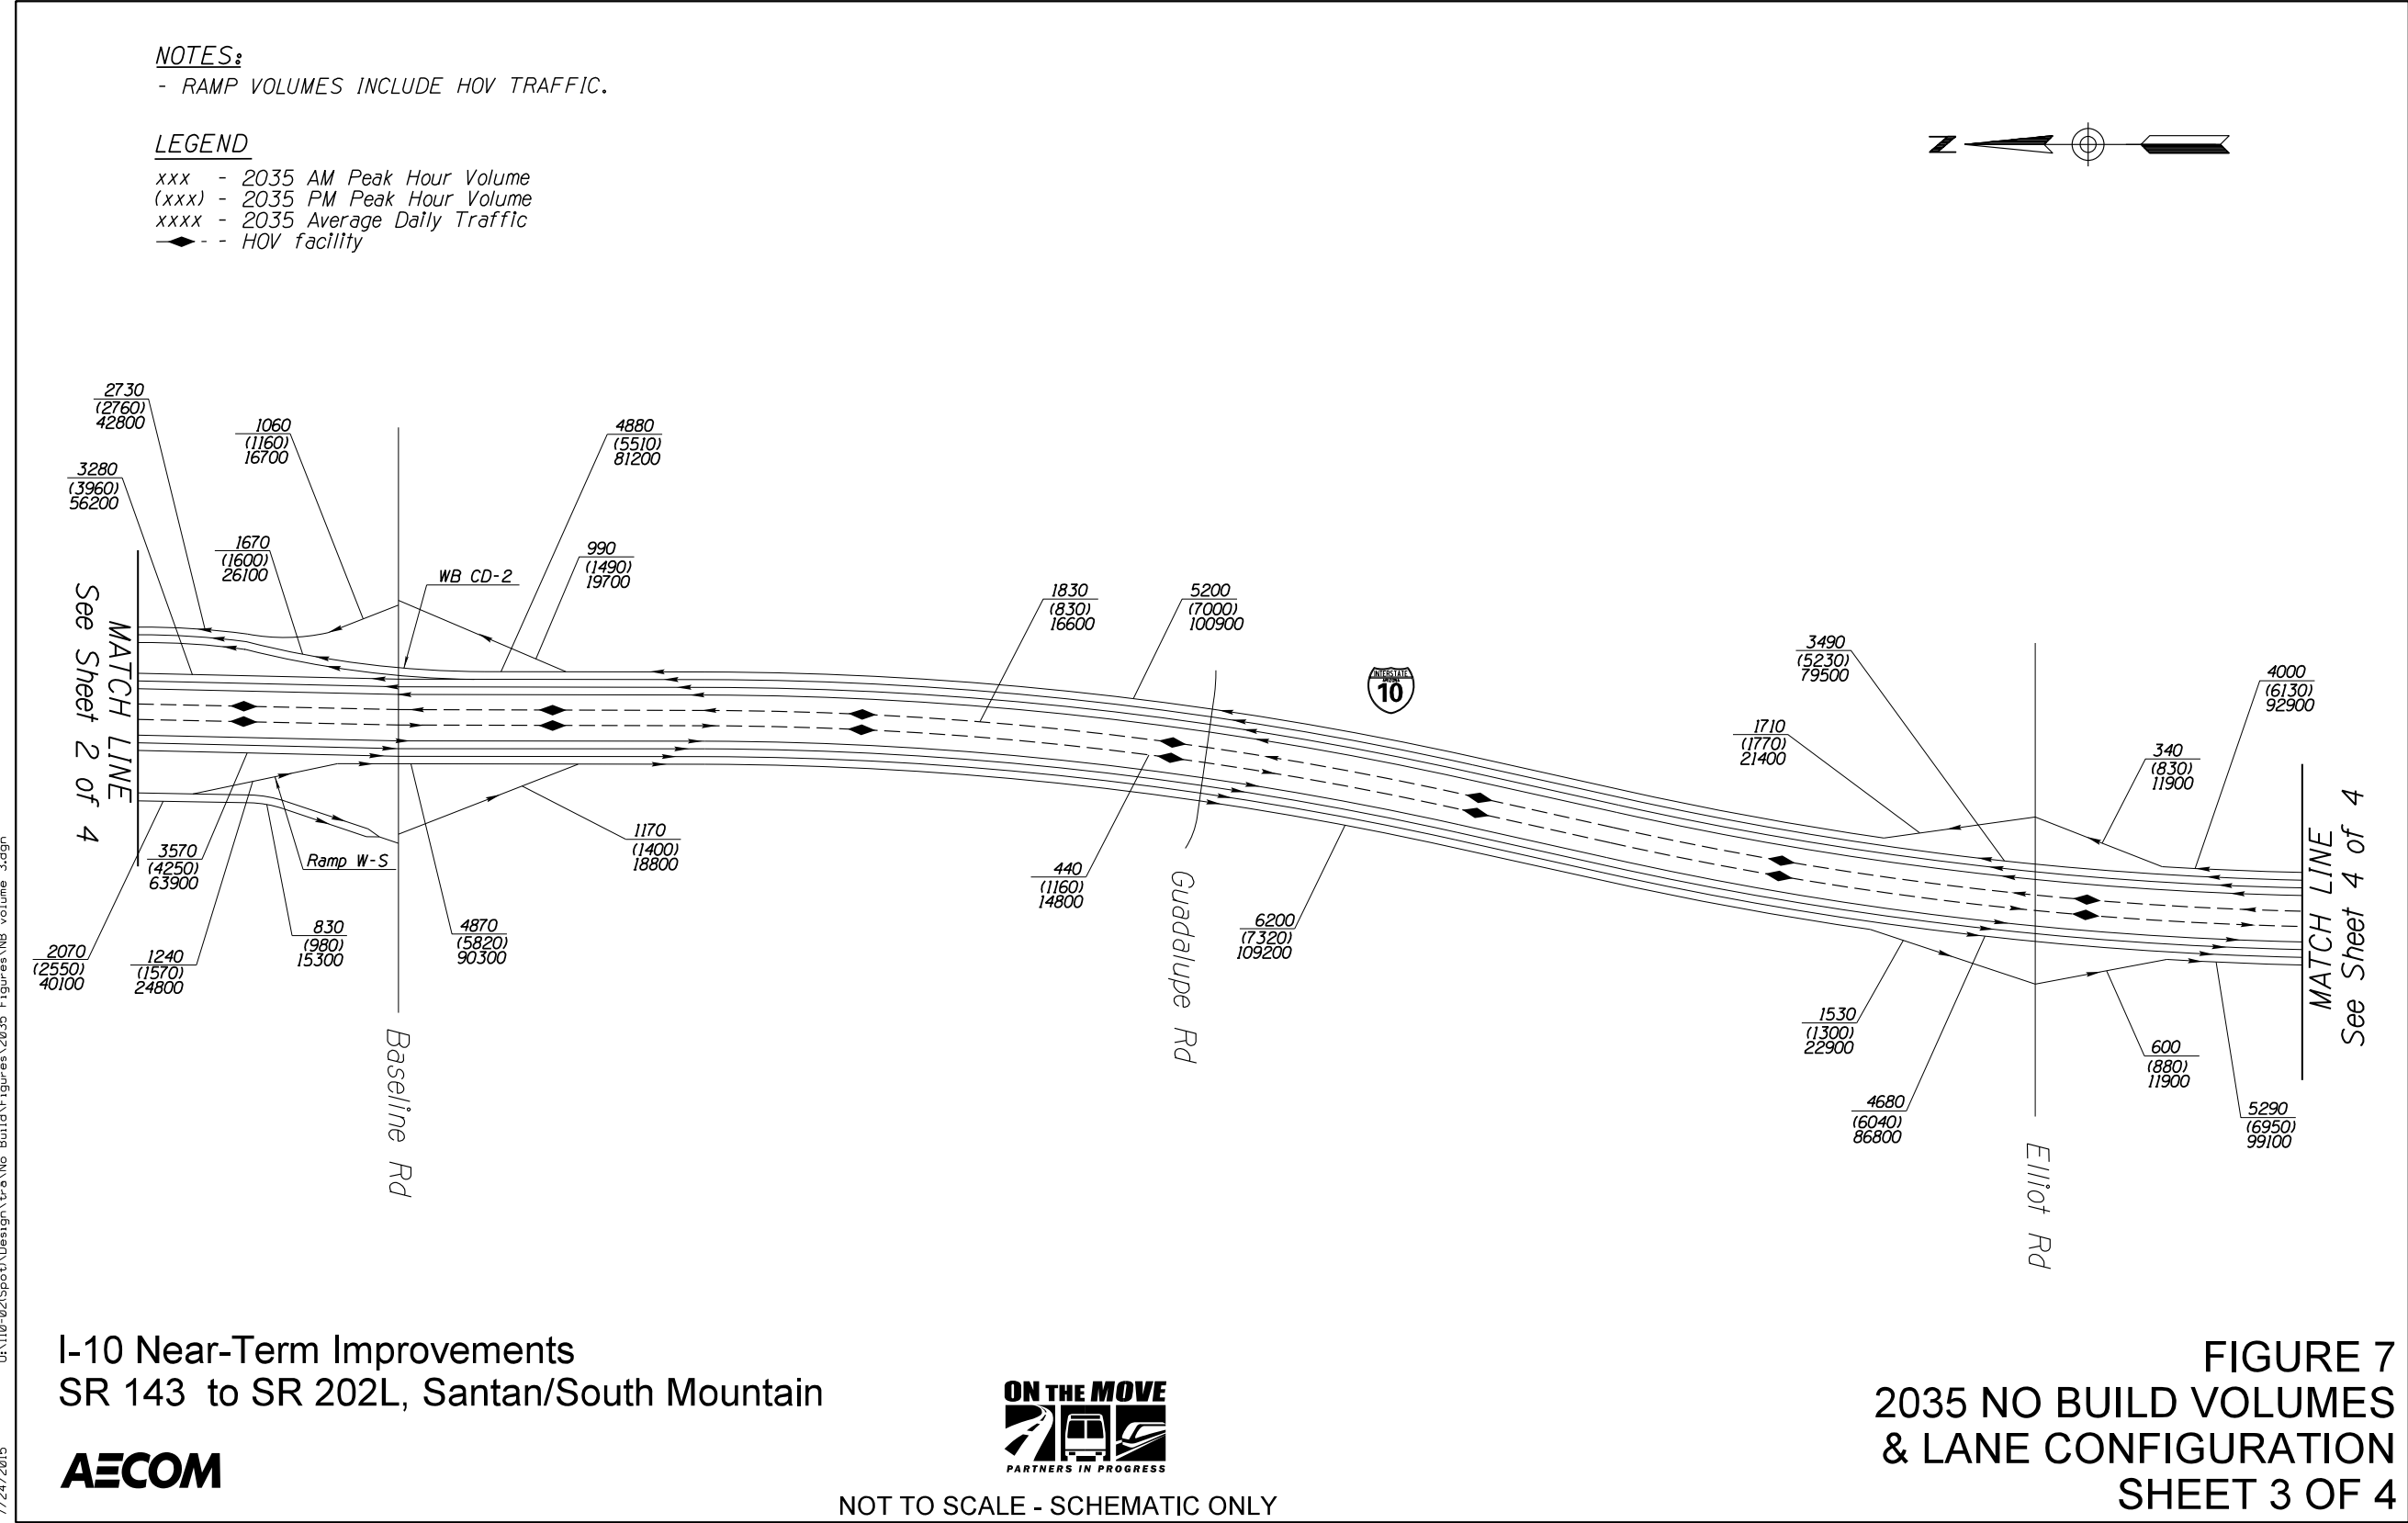 NOTES:
- RAMP VOLUMES INCLUDE HOV TRAFFIC.
LEGEND
xxx - 2035 AM Peak Hour Volume
(xxx) - 2035 PM Peak Hour Volume
xxxx - 2035 Average Daily Traffic
- - HOV facility
N
2730
(2760)
42800
1060
(1160)
16700
4880
(5510)
81200
3280
(3960)
56200
1670
(1600)
26100
WB CD-2
990
(1490)
19700
1830
(830)
16600
5200
(7000)
100900
INTERSTATE
ARIZONA
10
3490
(5230)
79500
4000
(6130)
92900
1710
(1770)
21400
340
(830)
11900
MATCH LINE
See Sheet 2 of 4
3570
(4250)
63900
Ramp W-S
1170
(1400)
18800
440
(1160)
14800
2070
(2550)
40100
1240
(1570)
24800
830
(980)
15300
4870
(5820)
90300
6200
(7320)
109200
Baseline Rd
Guadalupe Rd
1530
(1300)
22900
4680
(6040)
86800
600
(880)
11900
5290
(6950)
99100
Elliot Rd
MATCH LINE
See Sheet 4 of 4
I-10 Near-Term Improvements
SR 143 to SR 202L, Santan/South Mountain
AECOM
ON THE MOVE
PARTNERS IN PROGRESS
NOT TO SCALE - SCHEMATIC ONLY
FIGURE 7
2035 NO BUILD VOLUMES
& LANE CONFIGURATION
SHEET 3 OF 4
7/24/2015